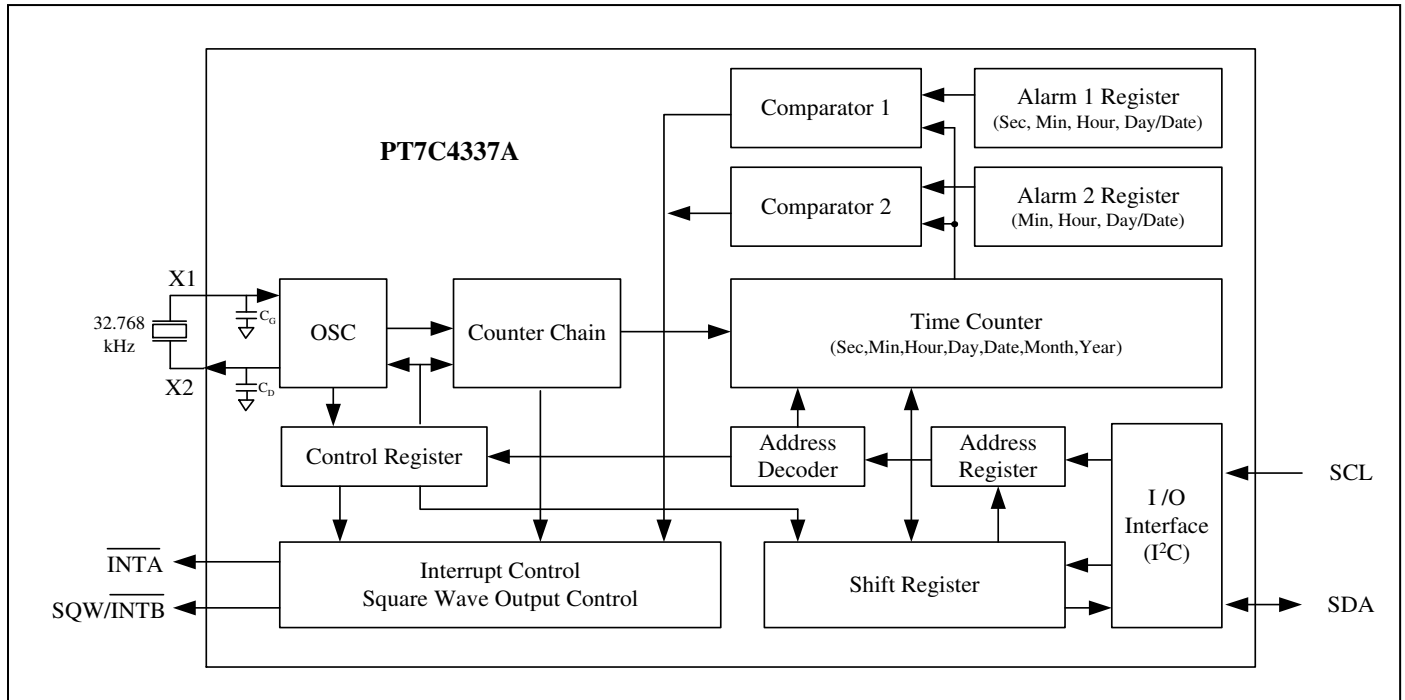 PT7C4337A
Comparator 1
Alarm 1 Register
(Sec, Min, Hour, Day/Date)
Comparator 2
Alarm 2 Register
(Min, Hour, Day/Date)
X1
32.768
kHz
X2
C_G
C_D
OSC
Counter Chain
Time Counter
(Sec,Min,Hour,Day,Date,Month,Year)
Control Register
Address
Decoder
Address
Register
I /O
Interface
(I²C)
SCL
SDA
I̅N̅T̅A̅
SQW/I̅N̅T̅B̅
Interrupt Control
Square Wave Output Control
Shift Register